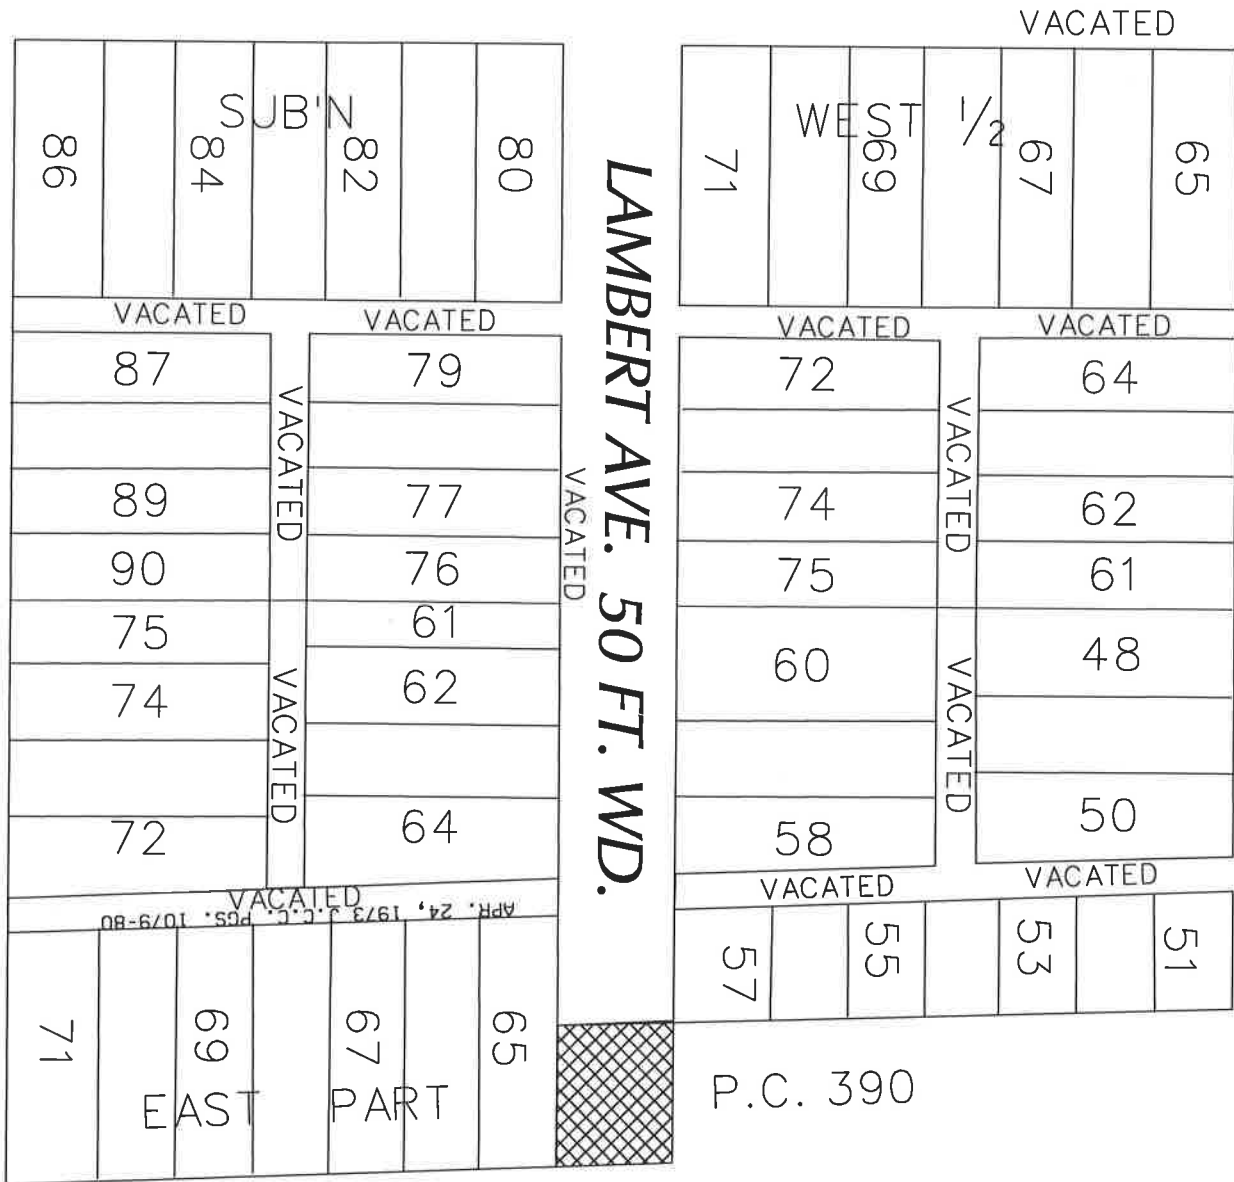 VACATED
SUB'N
WEST 1/2
86
84
82
80
71
69
67
65
LAMBERT AVE. 50 FT. WD.
VACATED
VACATED
VACATED
VACATED
87
79
72
64
VACATED
VACATED
VACATED
89
77
74
62
90
76
75
61
75
61
60
48
74
62
VACATED
VACATED
72
64
58
50
VACATED
VACATED
VACATED
APR. 24, 1973 J.C.C. PGS. 1079-80
57
55
53
51
71
69
67
65
EAST PART
P.C. 390